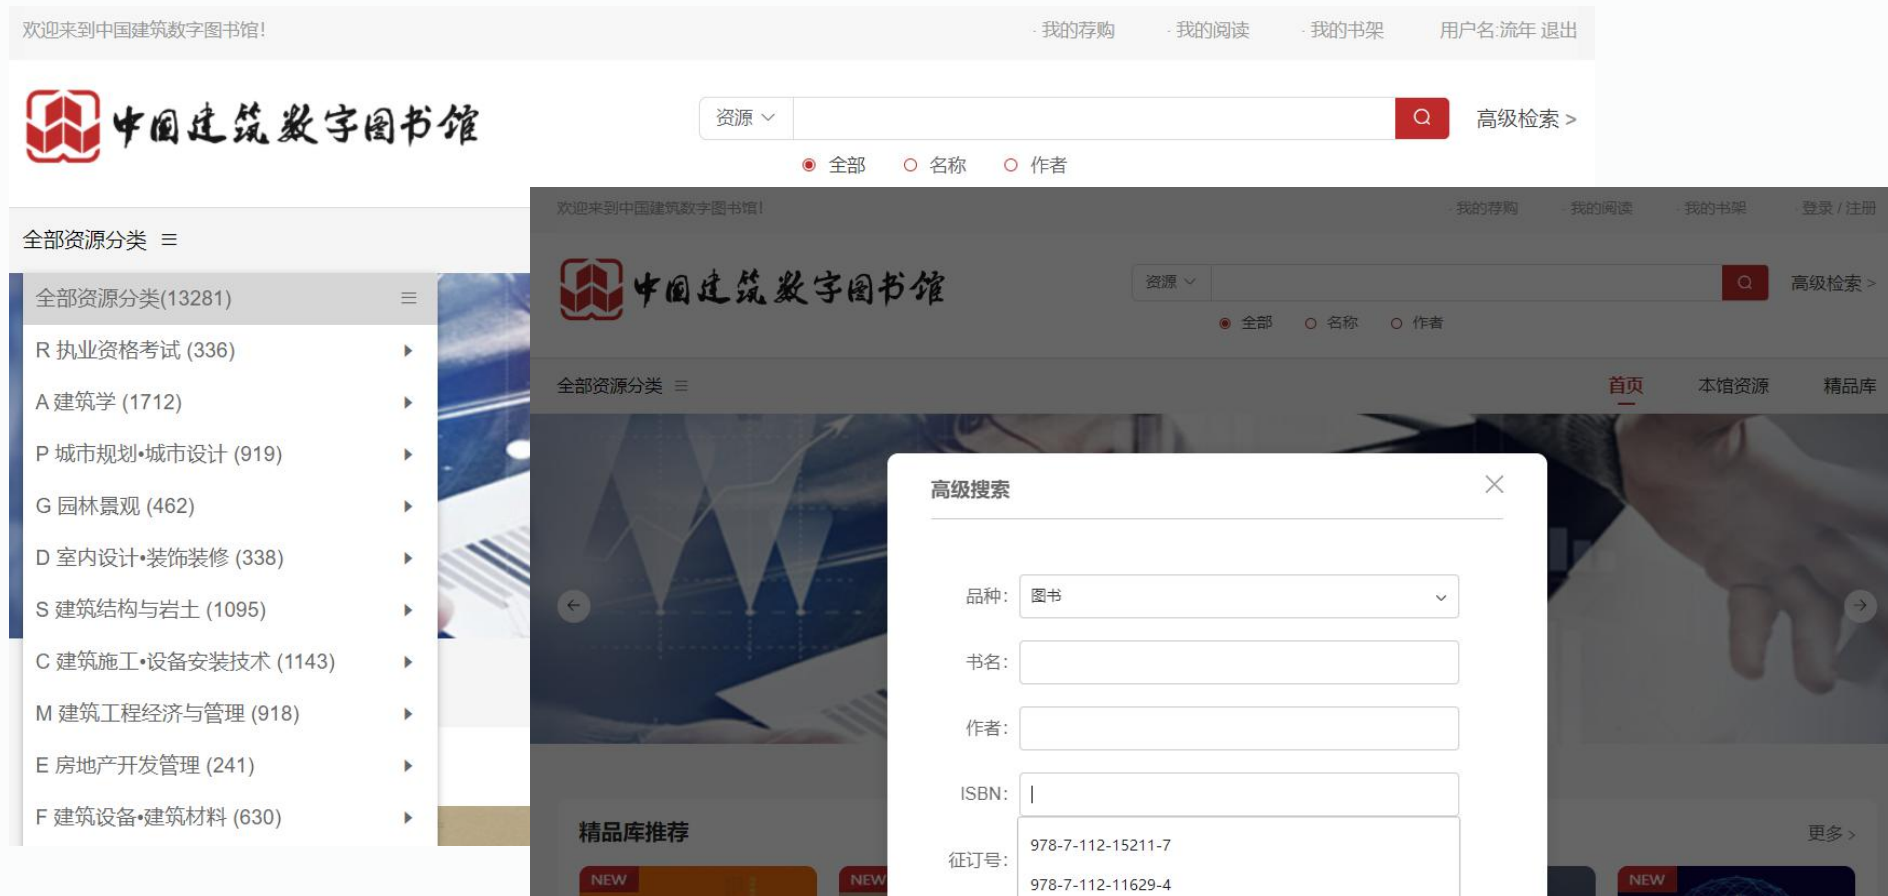 欢迎来到中国建筑数字图书馆!
· 我的荐购 · 我的阅读 · 我的书架 用户名:流年 退出
中国建筑数字图书馆
资源 高级检索 >
全部 名称 作者
全部资源分类
全部资源分类(13281)
R 执业资格考试 (336)
A 建筑学 (1712)
P 城市规划•城市设计 (919)
G 园林景观 (462)
D 室内设计•装饰装修 (338)
S 建筑结构与岩土 (1095)
C 建筑施工•设备安装技术 (1143)
M 建筑工程经济与管理 (918)
E 房地产开发管理 (241)
F 建筑设备•建筑材料 (630)
欢迎来到中国建筑数字图书馆!
· 我的荐购 · 我的阅读 · 我的书架 · 登录 / 注册
中国建筑数字图书馆
资源 高级检索 >
全部 名称 作者
全部资源分类 首页 本馆资源 精品库
高级搜索
品种: 图书
书名:
作者:
ISBN:
征订号:
978-7-112-15211-7
978-7-112-11629-4
精品库推荐 更多 >
NEW NEW NEW